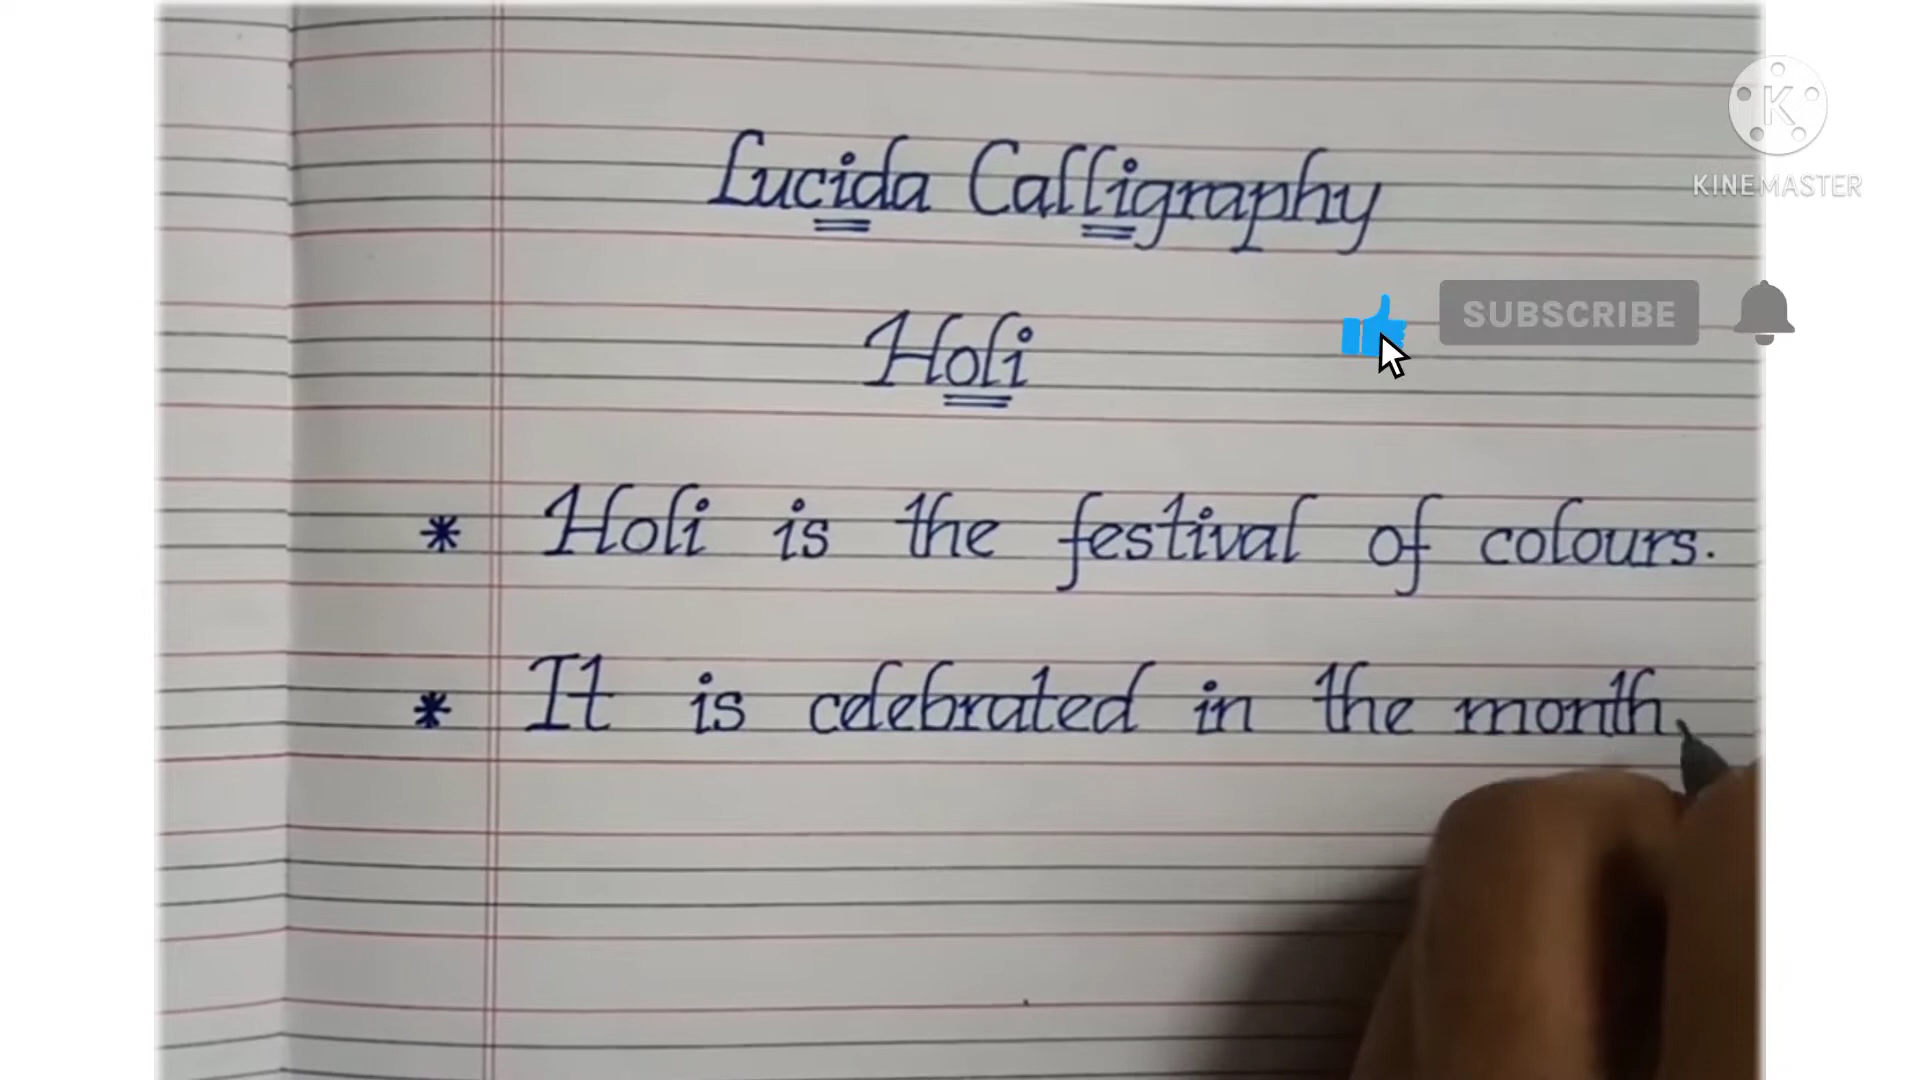 Lucida Calligraphy
KINEMASTER
Holi
SUBSCRIBE
* Holi is the festival of colours.
* It is celebrated in the month